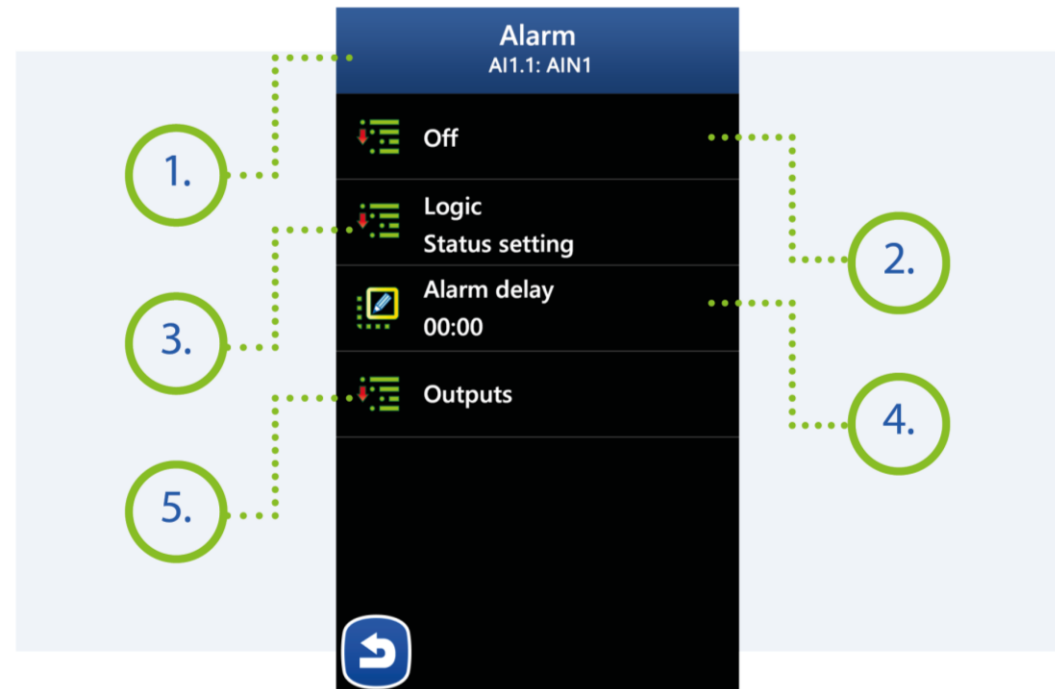 Alarm
AI1.1: AIN1
1.
Off
2.
Logic
Status setting
3.
Alarm delay
00:00
4.
Outputs
5.